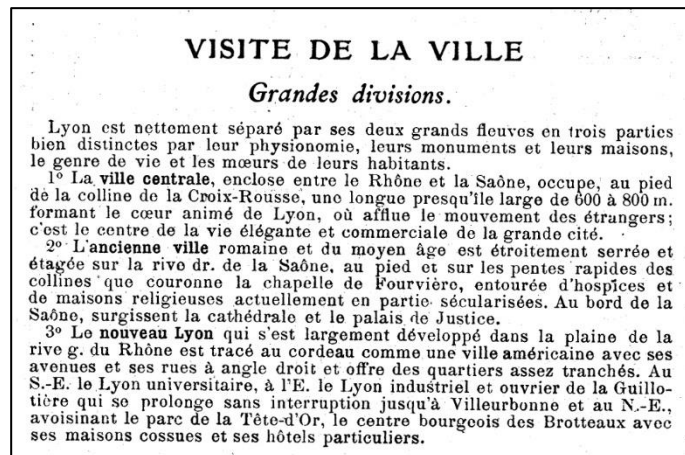 VISITE DE LA VILLE
Grandes divisions.
Lyon est nettement séparé par ses deux grands fleuves en trois parties
bien distinctes par leur physionomie, leurs monuments et leurs maisons,
le genre de vie et les mœurs de leurs habitants.
1º La ville centrale, enclose entre le Rhône et la Saône, occupe, au pied
de la colline de la Croix-Rousse, une longue presqu'île large de 600 à 800 m.
formant le cœur animé de Lyon, où afflue le mouvement des étrangers;
c'est le centre de la vie élégante et commerciale de la grande cité.
2º L'ancienne ville romaine et du moyen âge est étroitement serrée et
étagée sur la rive dr. de la Saône, au pied et sur les pentes rapides des
collines que couronne la chapelle de Fourvière, entourée d'hospices et
de maisons religieuses actuellement en partie sécularisées. Au bord de la
Saône, surgissent la cathédrale et le palais de Justice.
3º Le nouveau Lyon qui s'est largement développé dans la plaine de la
rive g. du Rhône est tracé au cordeau comme une ville américaine avec ses
avenues et ses rues à angle droit et offre des quartiers assez tranchés. Au
S.-E. le Lyon universitaire, à l'E. le Lyon industriel et ouvrier de la Guillo-
tière qui se prolonge sans interruption jusqu'à Villeurbonne et au N.-E.,
avoisinant le parc de la Tête-d'Or, le centre bourgeois des Brotteaux avec
ses maisons cossues et ses hôtels particuliers.